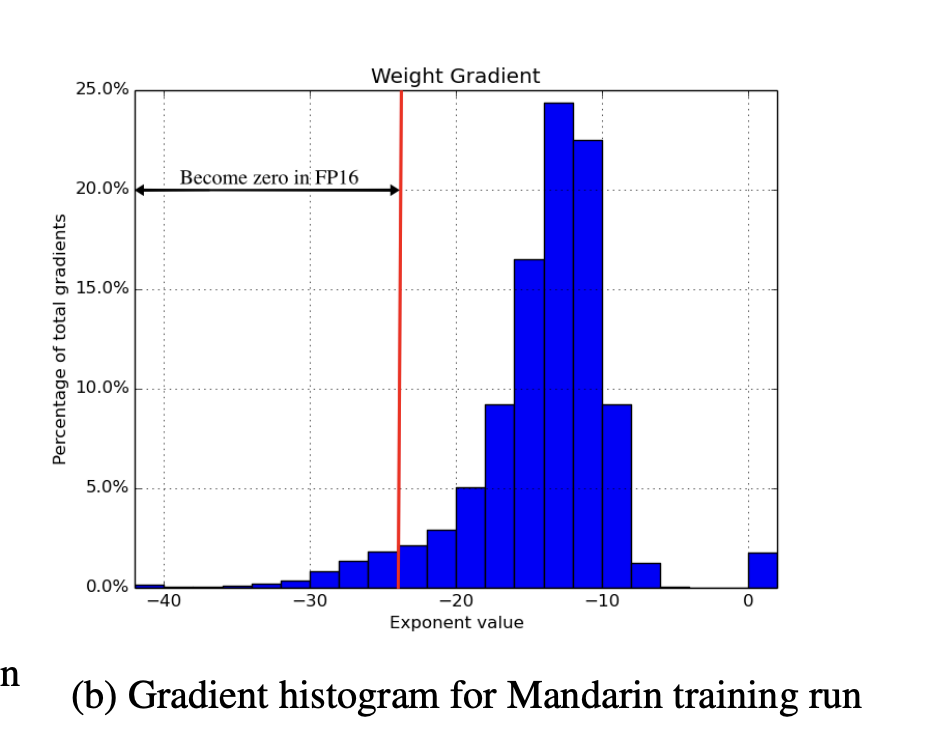 Weight Gradient
25.0%
Become zero in FP16
20.0%
15.0%
10.0%
5.0%
0.0%
Percentage of total gradients
−40 −30 −20 −10 0
Exponent value
n
(b) Gradient histogram for Mandarin training run